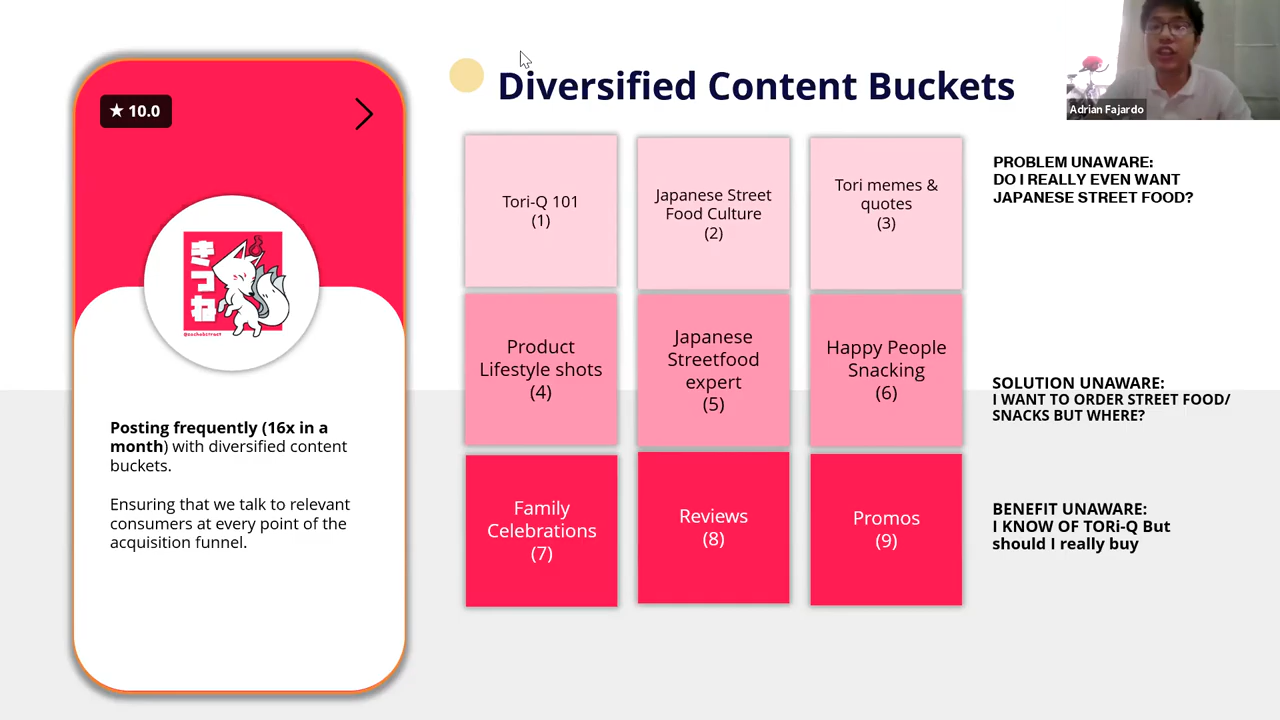 ★ 10.0
きつね
Posting frequently (16x in a
month) with diversified content
buckets.
Ensuring that we talk to relevant
consumers at every point of the
acquisition funnel.
Diversified Content Buckets
Adrian Fajardo
Tori-Q 101
(1)
Japanese Street
Food Culture
(2)
Tori memes &
quotes
(3)
PROBLEM UNAWARE:
DO I REALLY EVEN WANT
JAPANESE STREET FOOD?
Product
Lifestyle shots
(4)
Japanese
Streetfood
expert
(5)
Happy People
Snacking
(6)
SOLUTION UNAWARE:
I WANT TO ORDER STREET FOOD/
SNACKS BUT WHERE?
Family
Celebrations
(7)
Reviews
(8)
Promos
(9)
BENEFIT UNAWARE:
I KNOW OF TORi-Q But
should I really buy